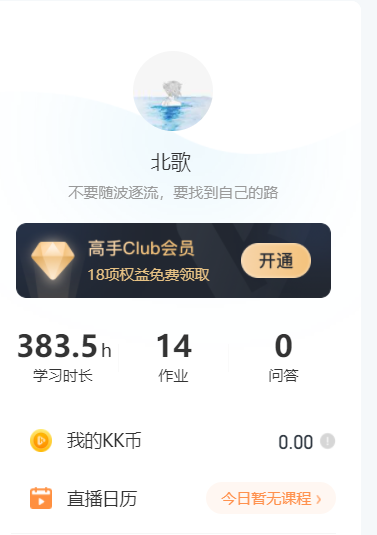 北歌
不要随波逐流，要找到自己的路
高手Club会员
18项权益免费领取
开通
383.5h 14 0
学习时长 作业 问答
我的KK币 0.00
直播日历 今日暂无课程 ›